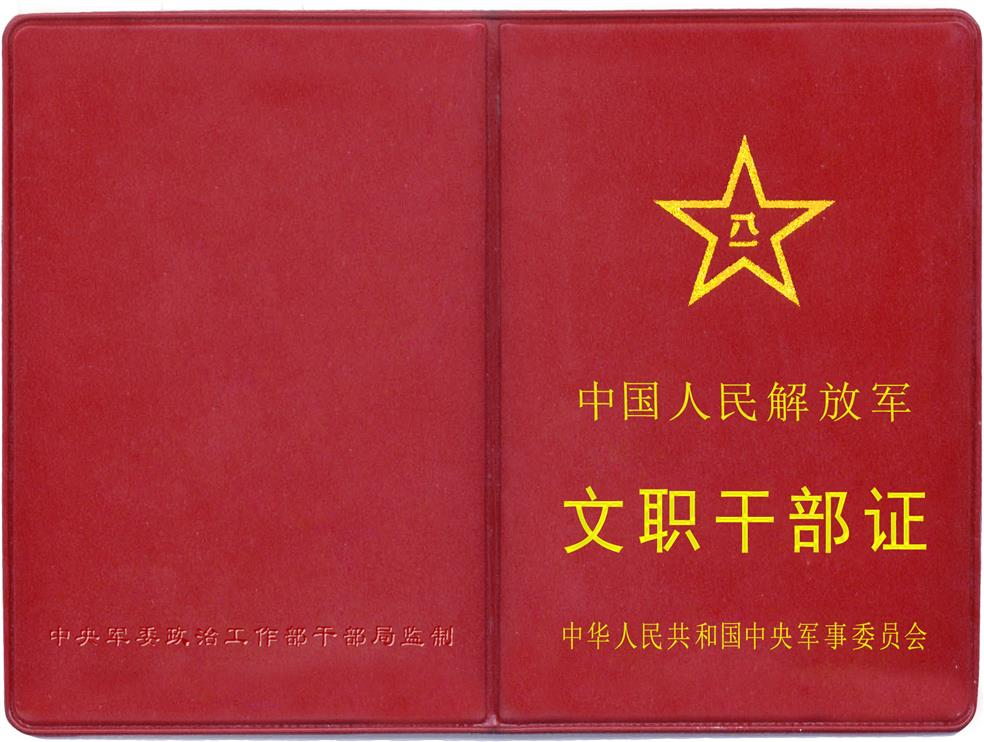 中央军委政治工作部干部局监制
八一
中国人民解放军
文职干部证
中华人民共和国中央军事委员会